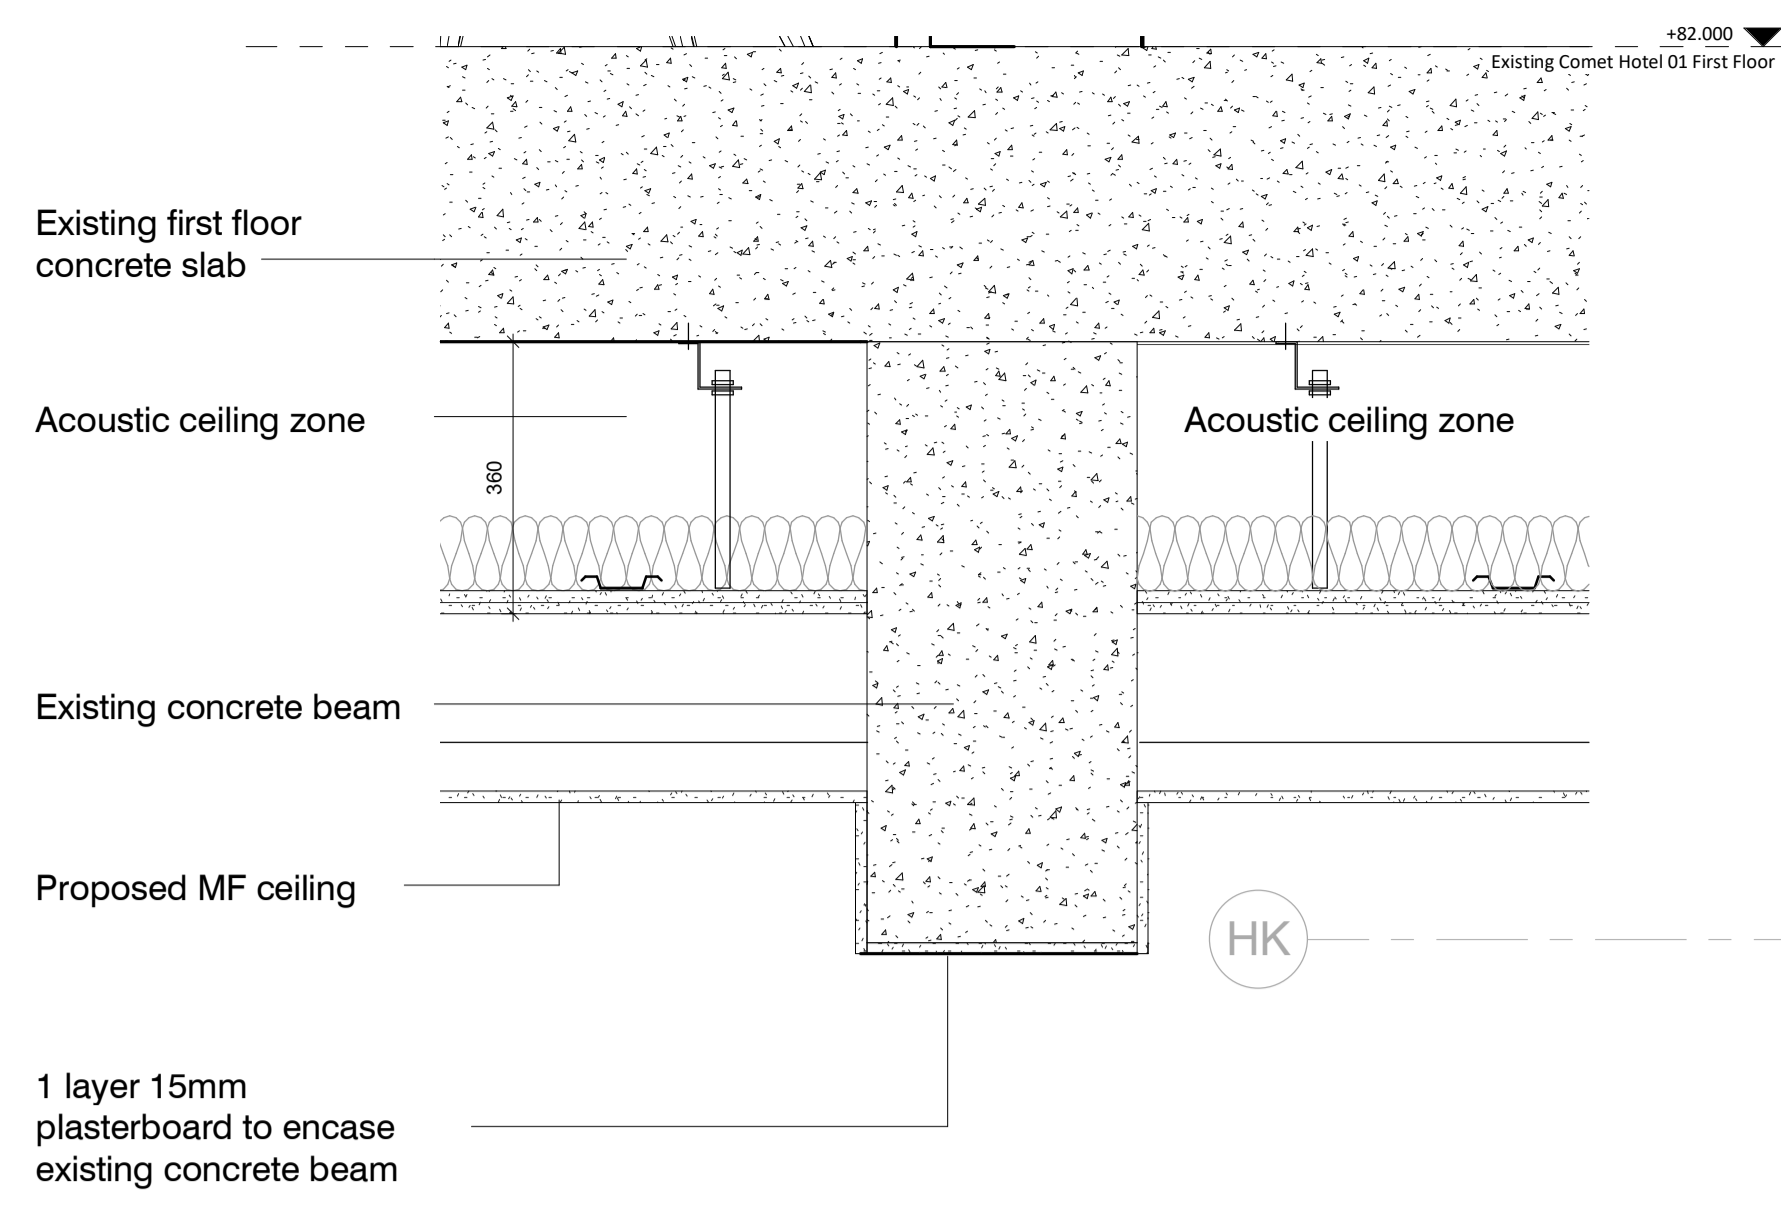 +82.000
Existing Comet Hotel 01 First Floor
Existing first floor
concrete slab
Acoustic ceiling zone
Acoustic ceiling zone
360
Existing concrete beam
Proposed MF ceiling
HK
1 layer 15mm
plasterboard to encase
existing concrete beam